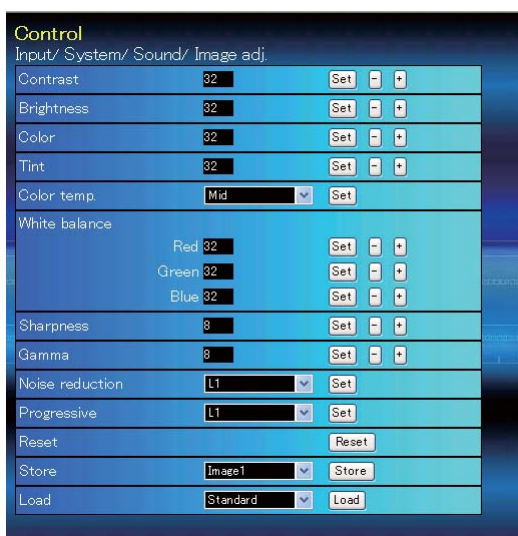 Control
Input/ System/ Sound/ Image adj.
Contrast 32 Set - +
Brightness 32 Set - +
Color 32 Set - +
Tint 32 Set - +
Color temp. Mid Set
White balance
Red 32 Set - +
Green 32 Set - +
Blue 32 Set - +
Sharpness 8 Set - +
Gamma 8 Set - +
Noise reduction L1 Set
Progressive L1 Set
Reset Reset
Store Image1 Store
Load Standard Load